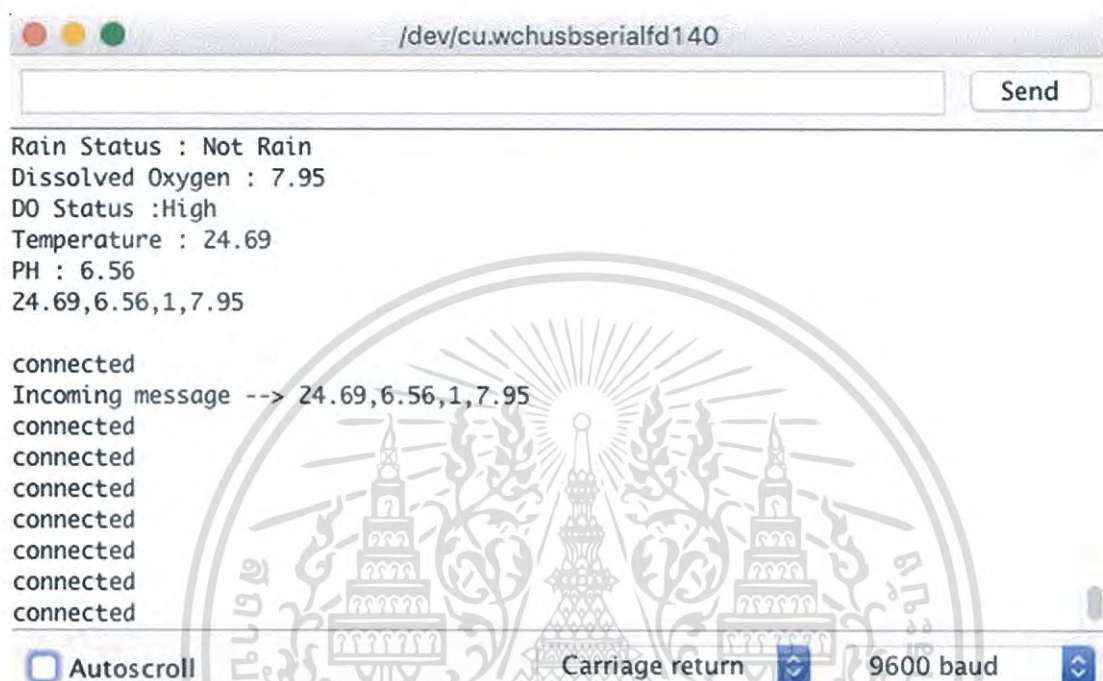 /dev/cu.wchusbserialfd140
Send
Rain Status : Not Rain
Dissolved Oxygen : 7.95
DO Status :High
Temperature : 24.69
PH : 6.56
24.69,6.56,1,7.95
connected
Incoming message --> 24.69,6.56,1,7.95
connected
connected
connected
connected
connected
connected
connected
Autoscroll
Carriage return
9600 baud